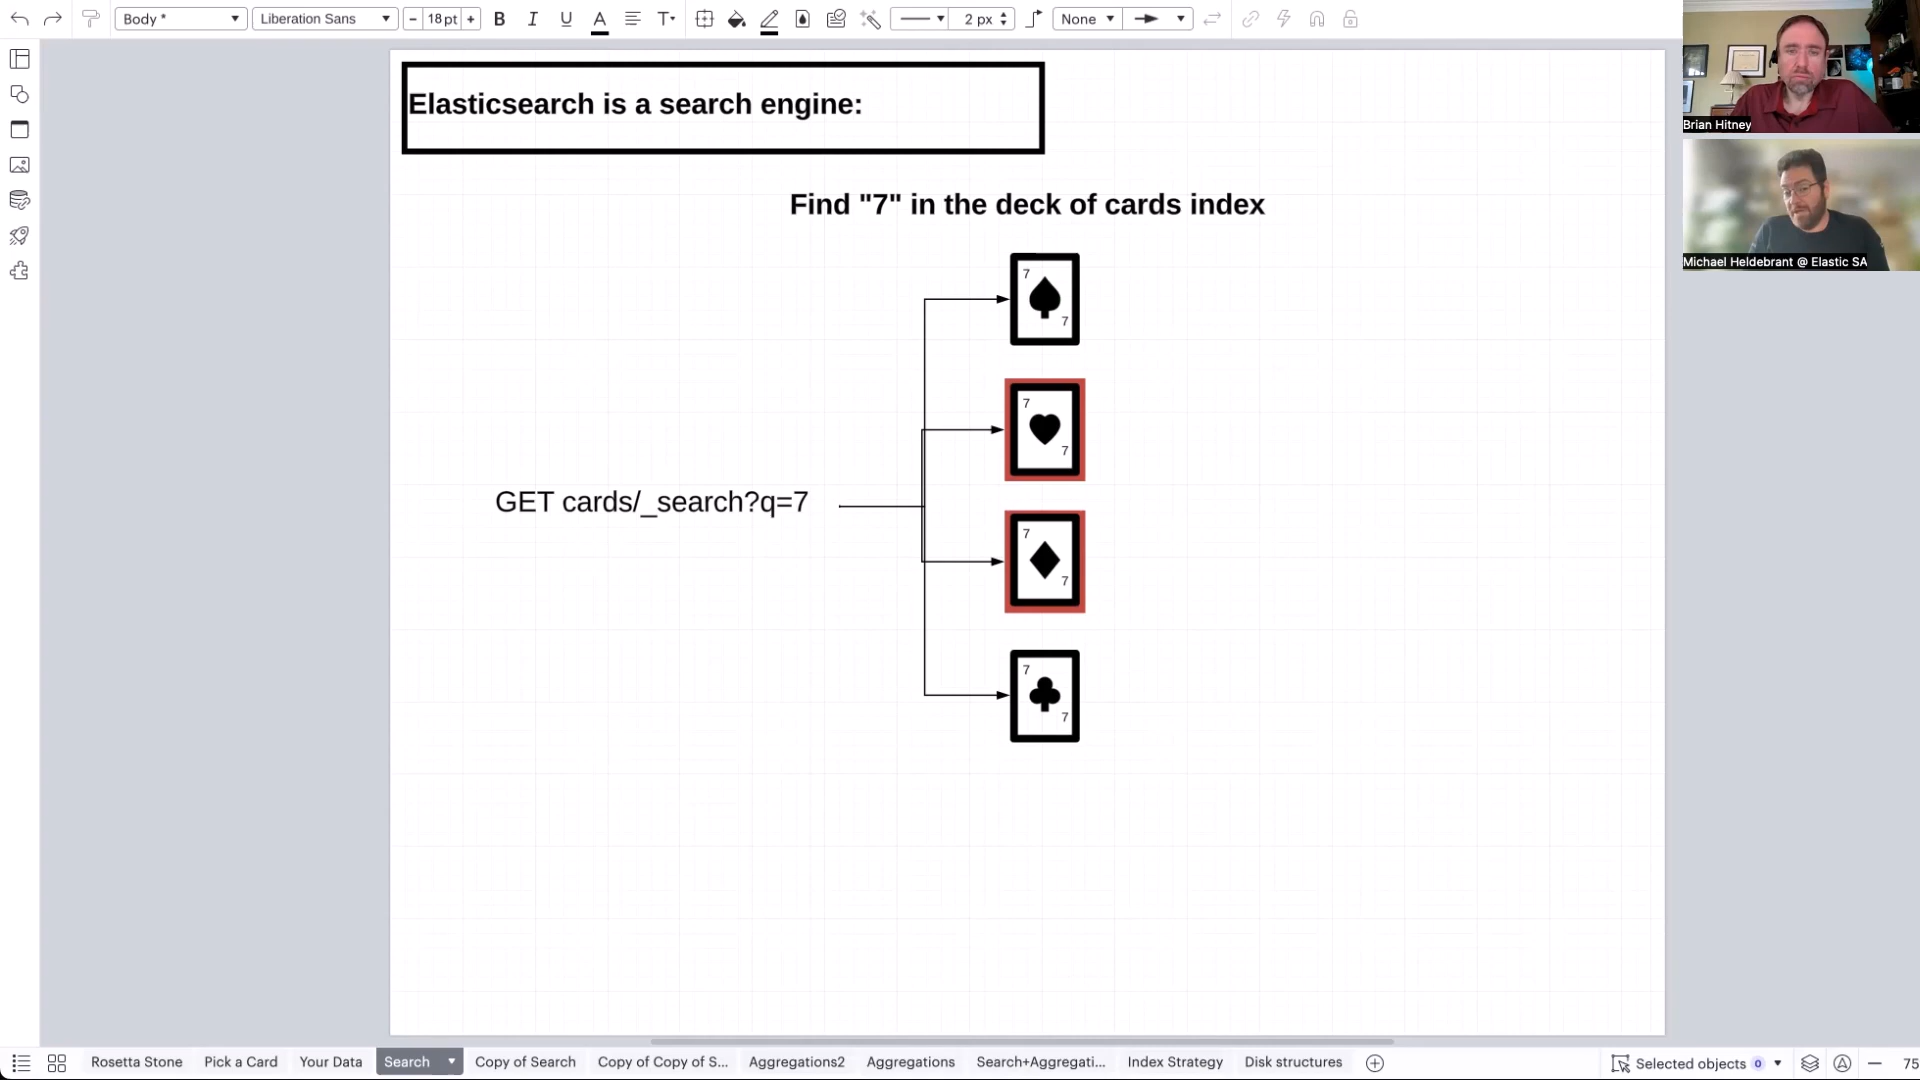 Body *
Liberation Sans
- 18 pt +
B I U A T
2 px
None
Brian Hitney
Michael Heldebrant @ Elastic SA
Elasticsearch is a search engine:
Find "7" in the deck of cards index
7
7
7
7
GET cards/_search?q=7
7
7
7
7
Rosetta Stone
Pick a Card
Your Data
Search
Copy of Search
Copy of Copy of S...
Aggregations2
Aggregations
Search+Aggregati...
Index Strategy
Disk structures
Selected objects 0
75